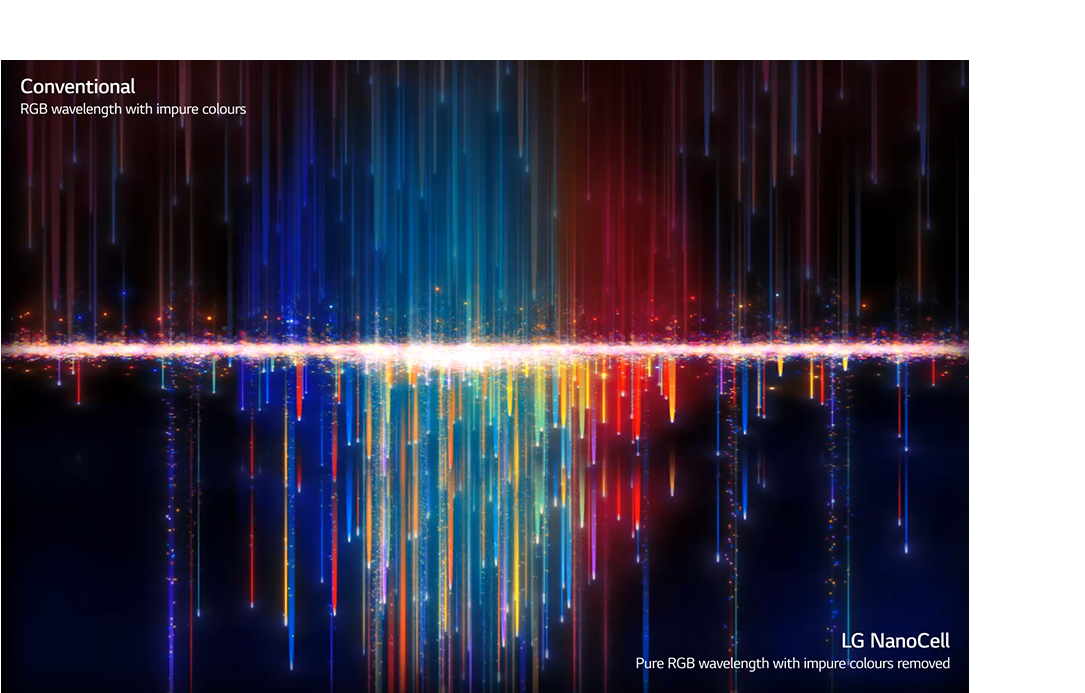 Conventional
RGB wavelength with impure colours
LG NanoCell
Pure RGB wavelength with impure colours removed